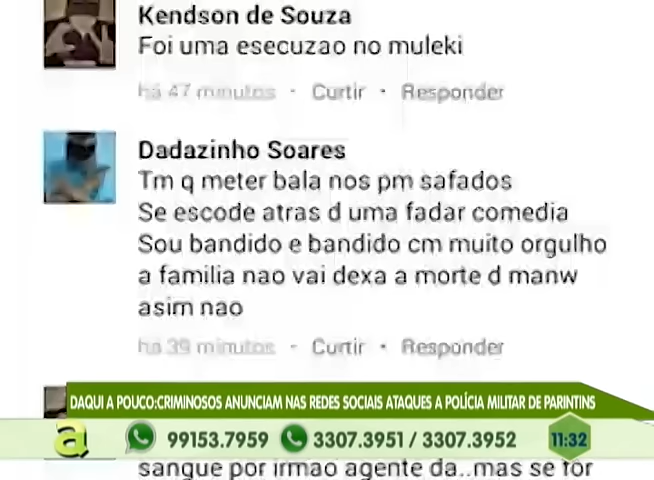 Kendson de Souza
Foi uma esecuzao no muleki
há 47 minutos · Curtir · Responder
Dadazinho Soares
Tm q meter bala nos pm safados
Se escode atras d uma fadar comedia
Sou bandido e bandido cm muito orgulho
a familia nao vai dexa a morte d manw
asim nao
há 39 minutos · Curtir · Responder
DAQUI A POUCO:CRIMINOSOS ANUNCIAM NAS REDES SOCIAIS ATAQUES A POLÍCIA MILITAR DE PARINTINS
a 99153.7959 3307.3951 / 3307.3952 11:32
sangue por irmao agente da..mas se for